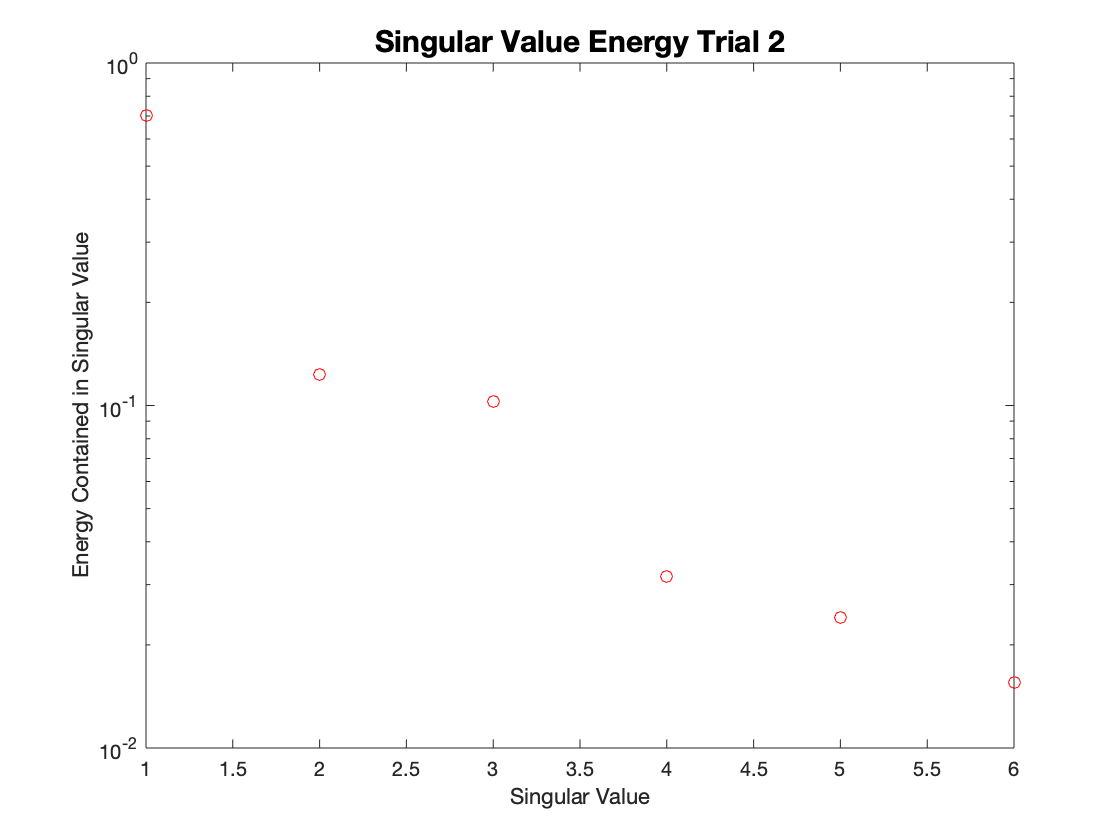 Singular Value Energy Trial 2
10^0
10^-1
10^-2
Energy Contained in Singular Value
1 1.5 2 2.5 3 3.5 4 4.5 5 5.5 6
Singular Value